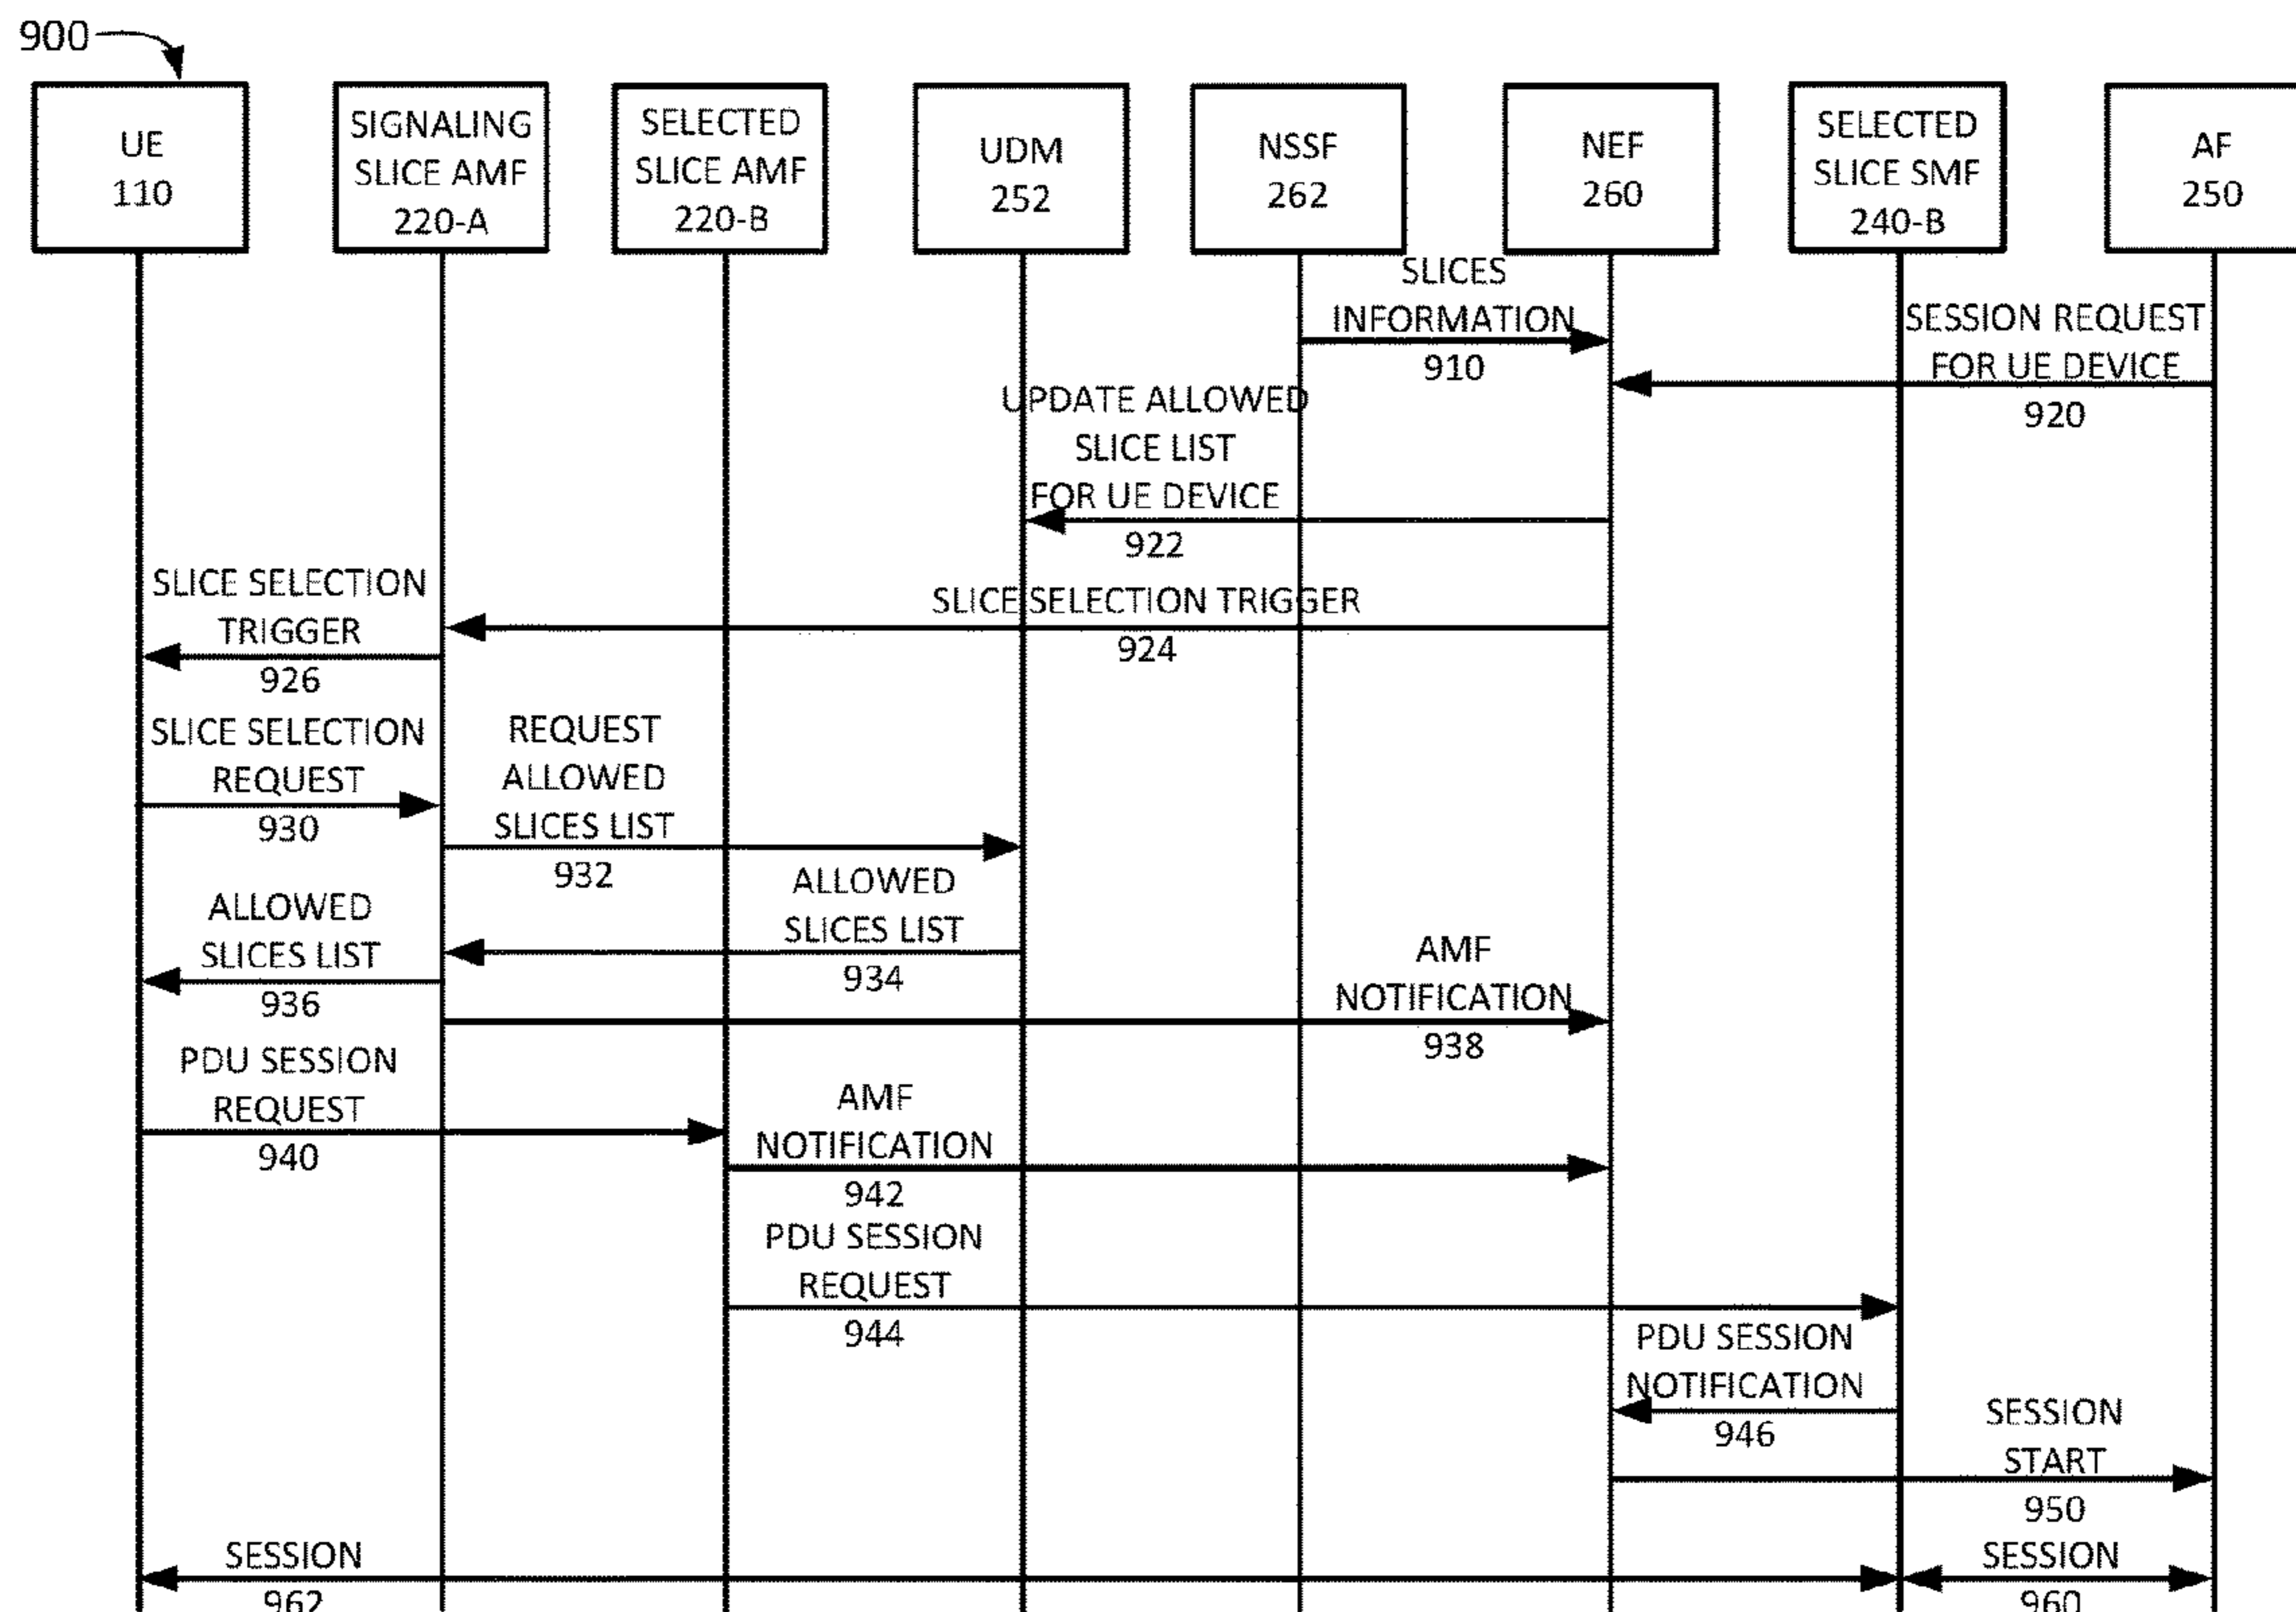 900
UE
110
SIGNALING
SLICE AMF
220-A
SELECTED
SLICE AMF
220-B
UDM
252
NSSF
262
NEF
260
SELECTED
SLICE SMF
240-B
AF
250
SLICES
INFORMATION
910
SESSION REQUEST
FOR UE DEVICE
920
UPDATE ALLOWED
SLICE LIST
FOR UE DEVICE
922
SLICE SELECTION TRIGGER
924
SLICE SELECTION
TRIGGER
926
SLICE SELECTION
REQUEST
930
REQUEST
ALLOWED
SLICES LIST
932
ALLOWED
SLICES LIST
934
ALLOWED
SLICES LIST
936
AMF
NOTIFICATION
938
PDU SESSION
REQUEST
940
AMF
NOTIFICATION
942
PDU SESSION
REQUEST
944
PDU SESSION
NOTIFICATION
946
SESSION
START
950
SESSION
962
SESSION
960